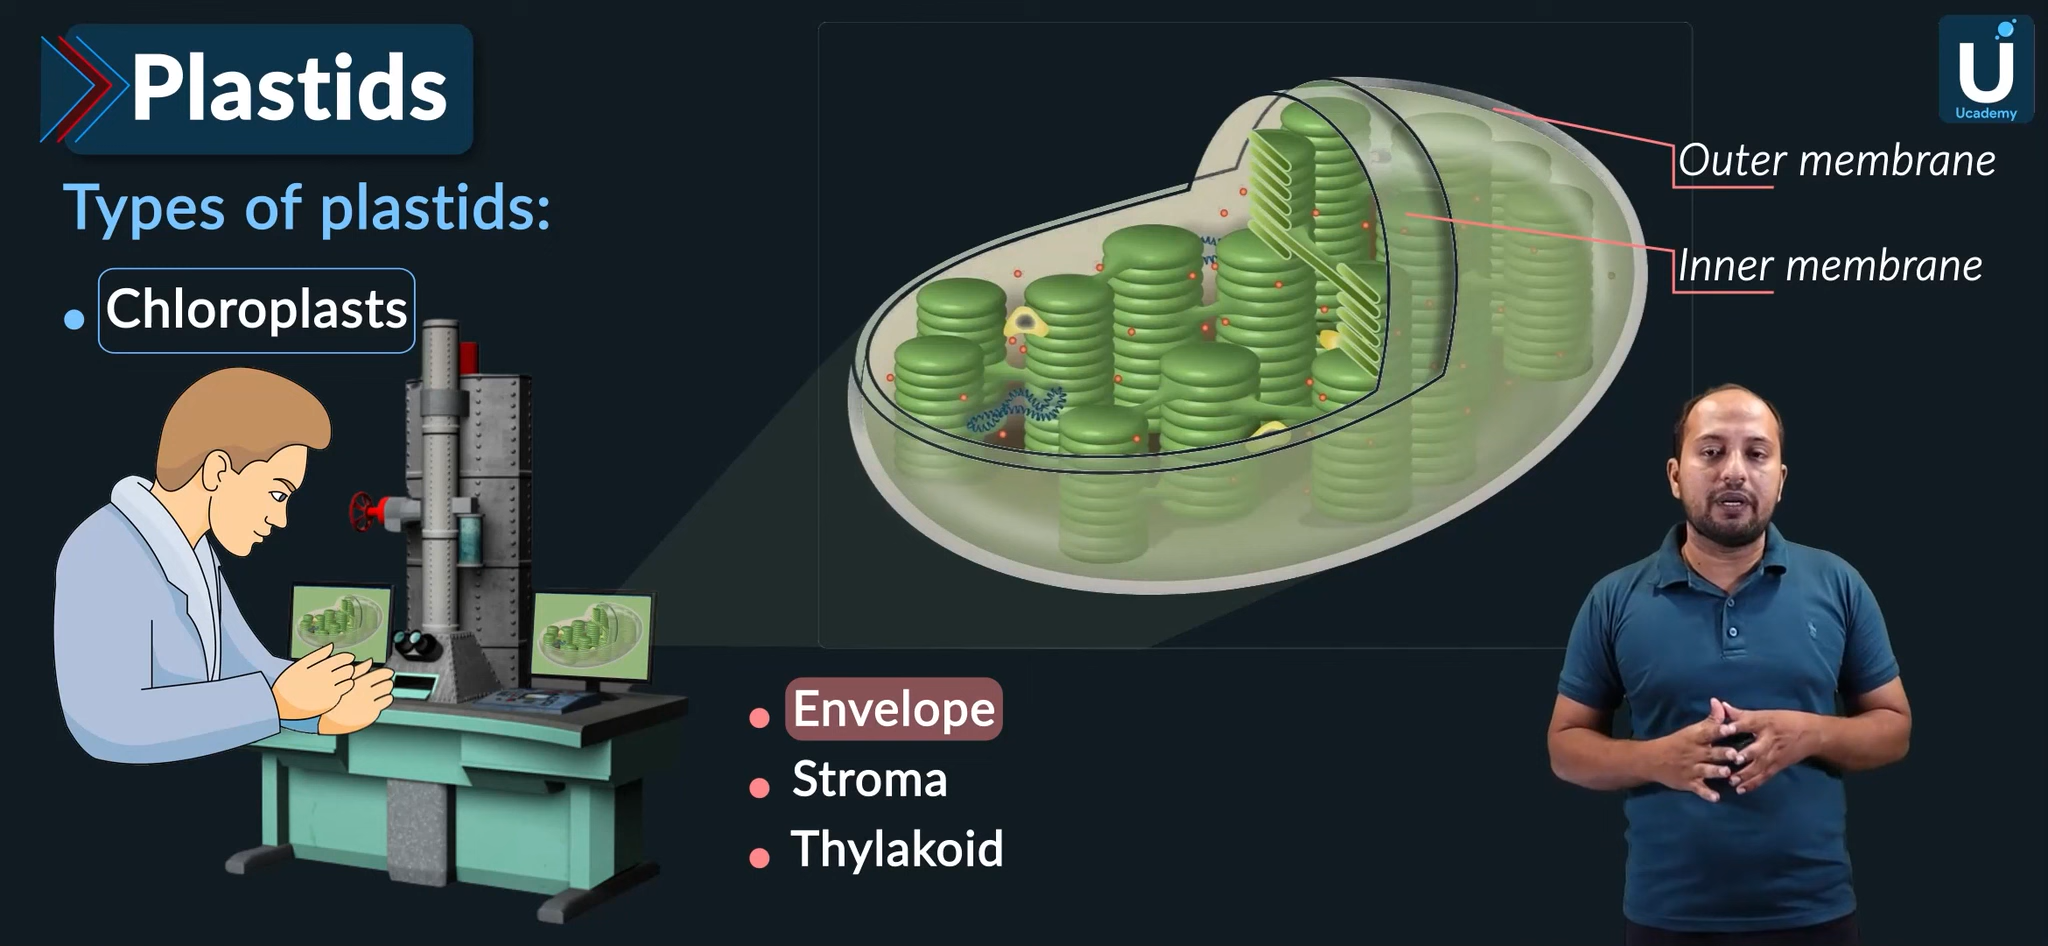 Plastids
Types of plastids:
Chloroplasts
U
Ucademy
Outer membrane
Inner membrane
Envelope
Stroma
Thylakoid